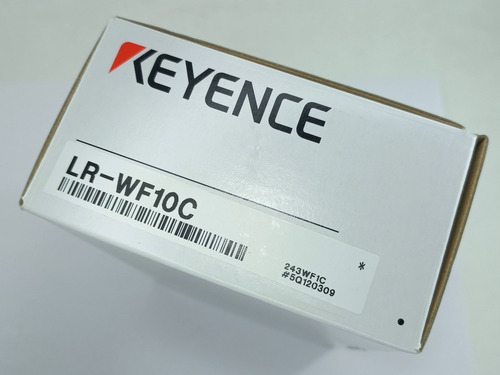 KEYENCE
LR-WF10C
243WF1C
*
#5Q120309